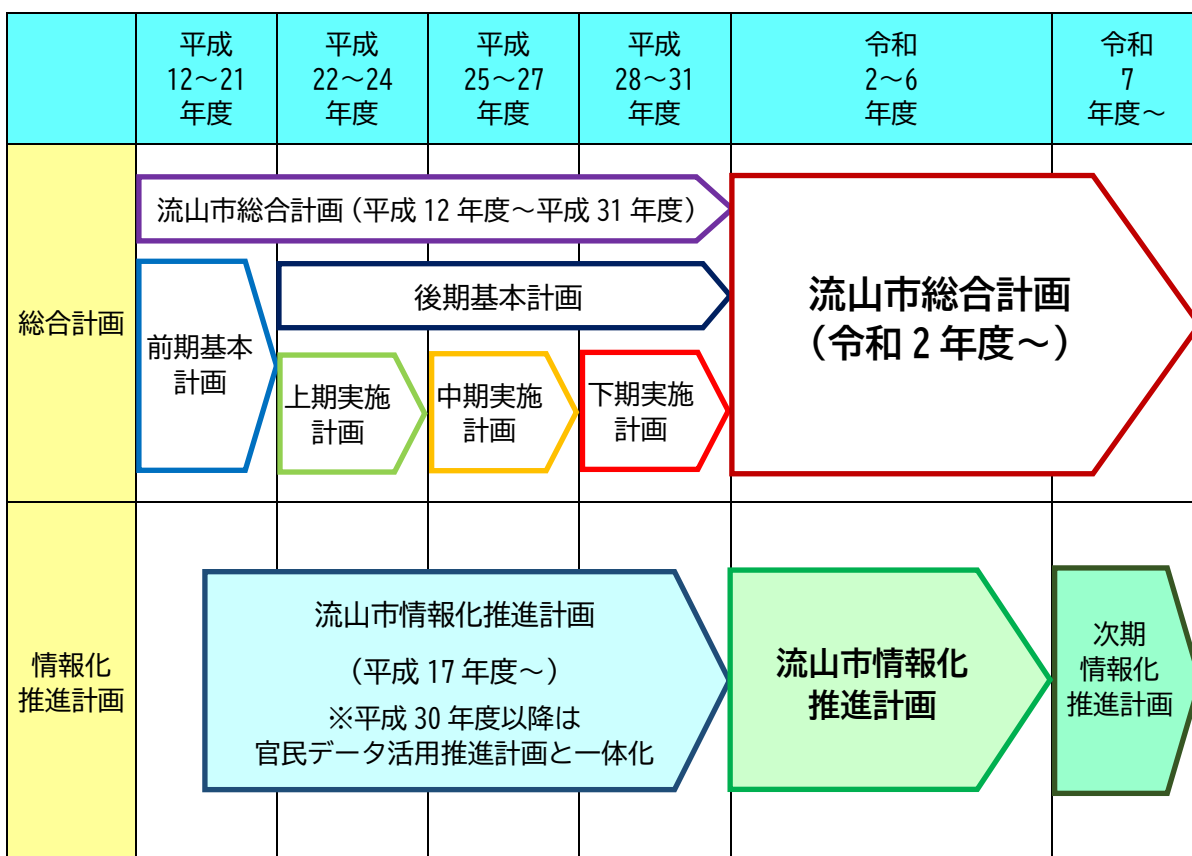 平成
12～21
年度
平成
22～24
年度
平成
25～27
年度
平成
28～31
年度
令和
2～6
年度
令和
7
年度～
総合計画
流山市総合計画（平成 12 年度～平成 31 年度）
前期基本
計画
後期基本計画
上期実施
計画
中期実施
計画
下期実施
計画
流山市総合計画
（令和 2 年度～）
情報化
推進計画
流山市情報化推進計画
（平成 17 年度～）
※平成 30 年度以降は
官民データ活用推進計画と一体化
流山市情報化
推進計画
次期
情報化
推進計画